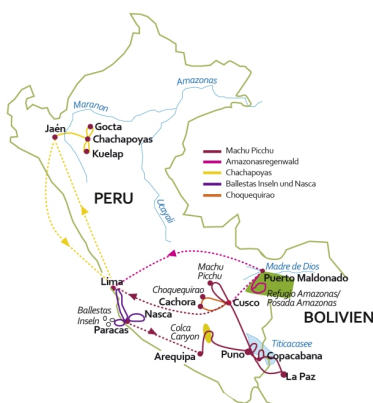 Amazonas
Maranon
Jaén
Gocta
Chachapoyas
Kuelap
Machu Picchu
Amazonasregenwald
Chachapoyas
Ballestas Inseln und Nasca
Choquequirao
PERU
Ucayali
Madre de Dios
Machu
Picchu
Puerto Maldonado
Lima
Choquequirao
Refugio Amazonas/
Posada Amazonas
Cachora
Cusco
Ballestas
Inseln
Nasca
BOLIVIEN
Paracas
Colca
Canyon
Titicacasee
Arequipa
Puno
Copacabana
La Paz